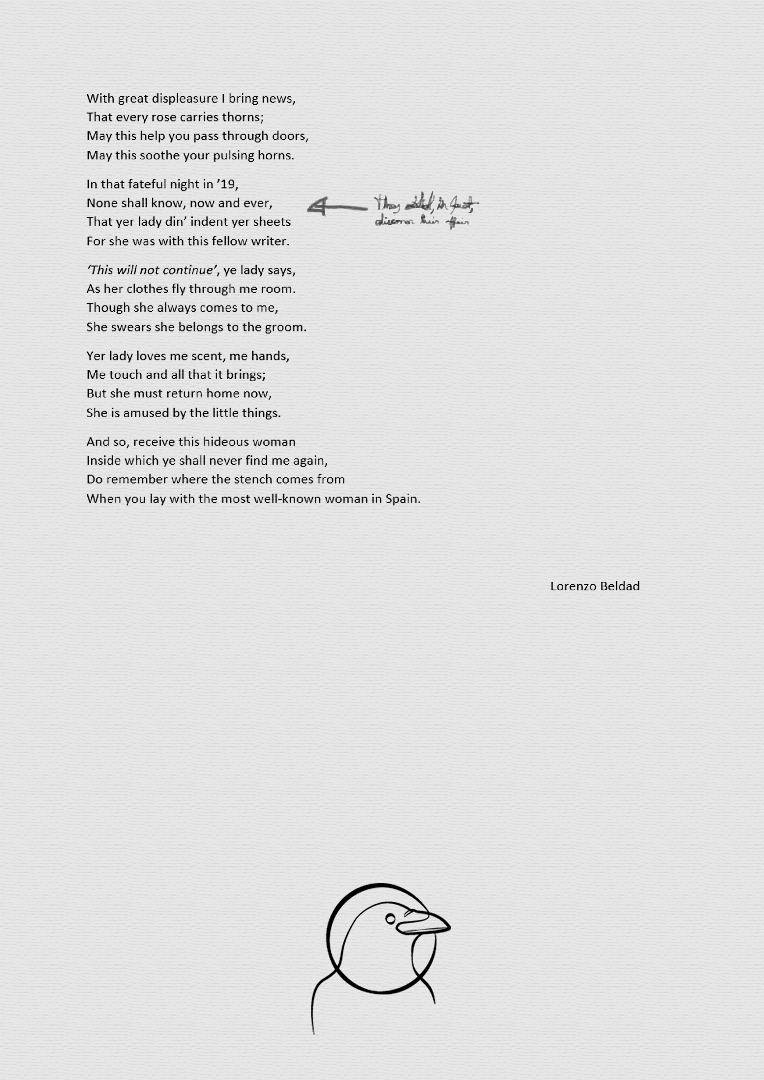 With great displeasure I bring news,
That every rose carries thorns;
May this help you pass through doors,
May this soothe your pulsing horns.
In that fateful night in ’19,
None shall know, now and ever,
They did, in fact,
That yer lady din’ indent yer sheets
discover their affair
For she was with this fellow writer.
‘This will not continue’, ye lady says,
As her clothes fly through me room.
Though she always comes to me,
She swears she belongs to the groom.
Yer lady loves me scent, me hands,
Me touch and all that it brings;
But she must return home now,
She is amused by the little things.
And so, receive this hideous woman
Inside which ye shall never find me again,
Do remember where the stench comes from
When you lay with the most well-known woman in Spain.
Lorenzo Beldad